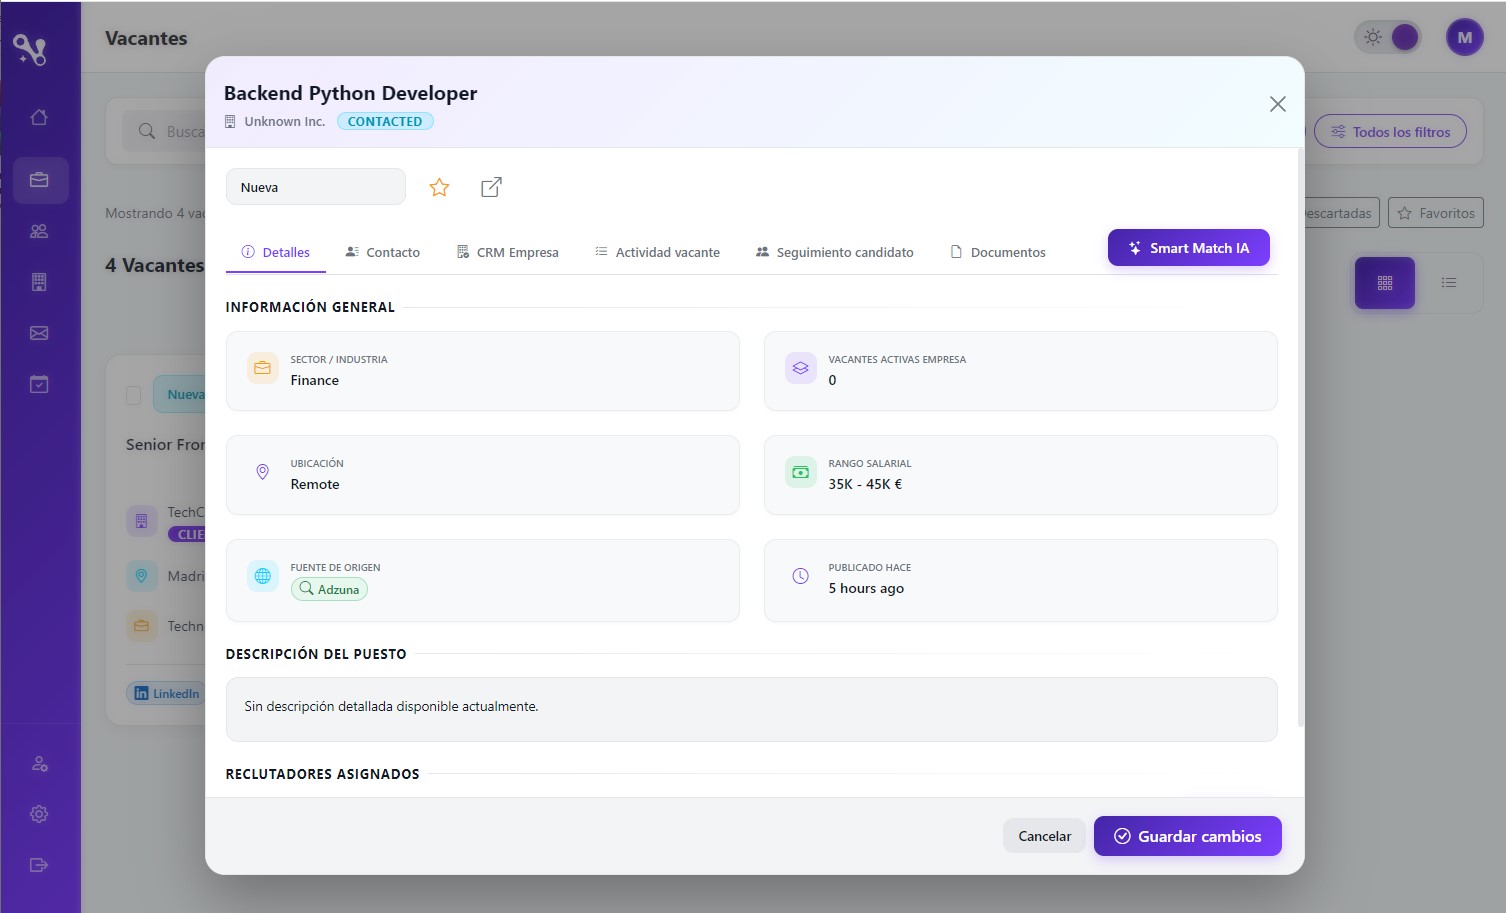 Vacantes
M
Busca
Todos los filtros
Mostrando 4 vac
escartadas
Favoritos
4 Vacantes
Nueva
Senior Fron
TechC
CLIE
Madri
Techn
LinkedIn
Backend Python Developer
Unknown Inc.
CONTACTED
Nueva
Detalles
Contacto
CRM Empresa
Actividad vacante
Seguimiento candidato
Documentos
Smart Match IA
INFORMACIÓN GENERAL
SECTOR / INDUSTRIA
Finance
VACANTES ACTIVAS EMPRESA
0
UBICACIÓN
Remote
RANGO SALARIAL
35K - 45K €
FUENTE DE ORIGEN
Adzuna
PUBLICADO HACE
5 hours ago
DESCRIPCIÓN DEL PUESTO
Sin descripción detallada disponible actualmente.
RECLUTADORES ASIGNADOS
Cancelar
Guardar cambios